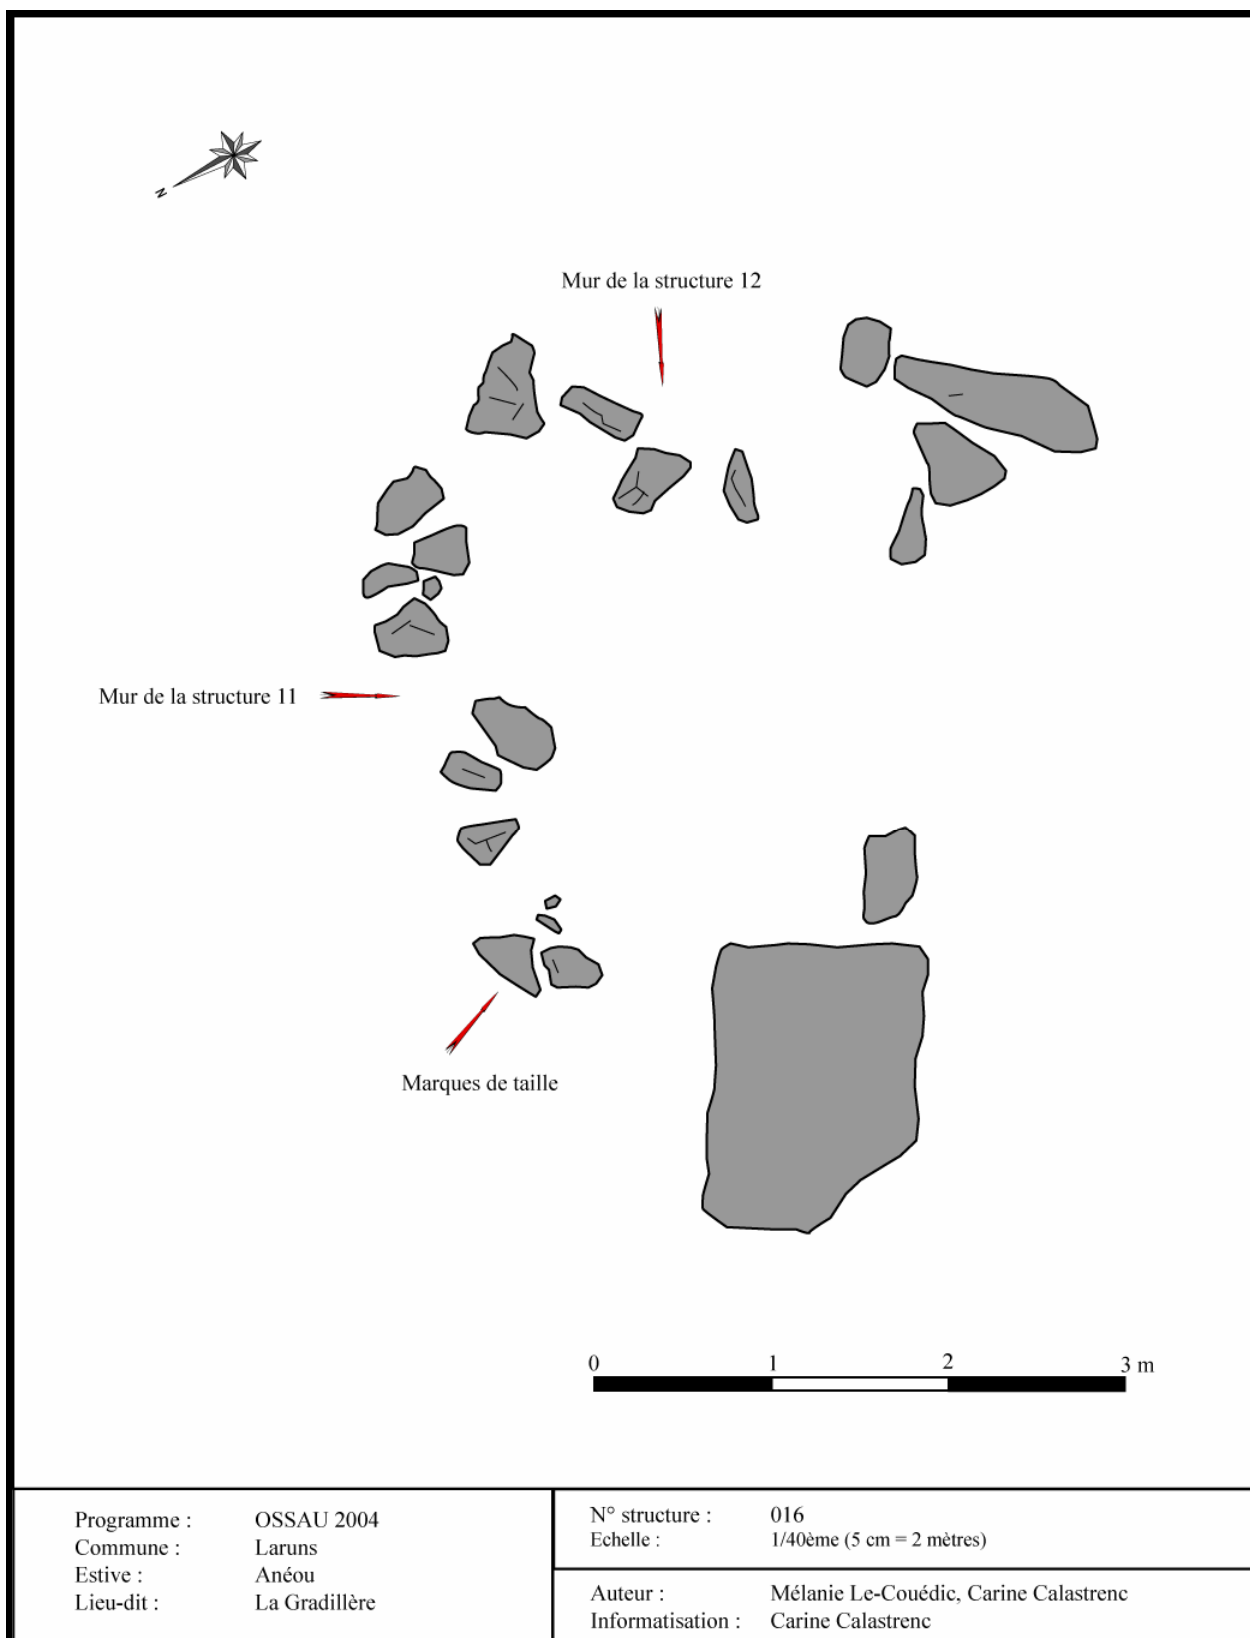 N
Mur de la structure 12
Mur de la structure 11
Marques de taille
0 1 2 3 m
Programme : OSSAU 2004
Commune : Laruns
Estive : Anéou
Lieu-dit : La Gradillère
N° structure : 016
Echelle : 1/40ème (5 cm = 2 mètres)
Auteur : Mélanie Le-Couédic, Carine Calastrenc
Informatisation : Carine Calastrenc